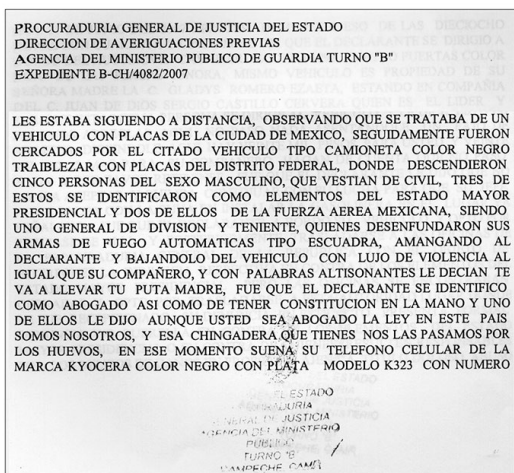 PROCURADURIA GENERAL DE JUSTICIA DEL ESTADO
DIRECCION DE AVERIGUACIONES PREVIAS
AGENCIA DEL MINISTERIO PUBLICO DE GUARDIA TURNO "B"
EXPEDIENTE B-CH/4082/2007
LES ESTABA SIGUIENDO A DISTANCIA, OBSERVANDO QUE SE TRATABA DE UN
VEHICULO CON PLACAS DE LA CIUDAD DE MEXICO, SEGUIDAMENTE FUERON
CERCADOS POR EL CITADO VEHICULO TIPO CAMIONETA COLOR NEGRO
TRAIBLEZAR CON PLACAS DEL DISTRITO FEDERAL, DONDE DESCENDIERON
CINCO PERSONAS DEL SEXO MASCULINO, QUE VESTIAN DE CIVIL, TRES DE
ESTOS SE IDENTIFICARON COMO ELEMENTOS DEL ESTADO MAYOR
PRESIDENCIAL Y DOS DE ELLOS DE LA FUERZA AEREA MEXICANA, SIENDO
UNO GENERAL DE DIVISION Y TENIENTE, QUIENES DESENFUNDARON SUS
ARMAS DE FUEGO AUTOMATICAS TIPO ESCUADRA, AMANGANDO AL
DECLARANTE Y BAJANDOLO DEL VEHICULO CON LUJO DE VIOLENCIA AL
IGUAL QUE SU COMPAÑERO, Y CON PALABRAS ALTISONANTES LE DECIAN TE
VA A LLEVAR TU PUTA MADRE, FUE QUE EL DECLARANTE SE IDENTIFICO
COMO ABOGADO ASI COMO DE TENER CONSTITUCION EN LA MANO Y UNO
DE ELLOS LE DIJO AUNQUE USTED SEA ABOGADO LA LEY EN ESTE PAIS
SOMOS NOSOTROS, Y ESA CHINGADERA QUE TIENES NOS LAS PASAMOS POR
LOS HUEVOS, EN ESE MOMENTO SUENA SU TELEFONO CELULAR DE LA
MARCA KYOCERA COLOR NEGRO CON PLATA MODELO K323 CON NUMERO
ESTADO
JUSTICIA
AGENCIA DEL MINISTERIO
PUBLICO
TURNO "B"
CAMP.